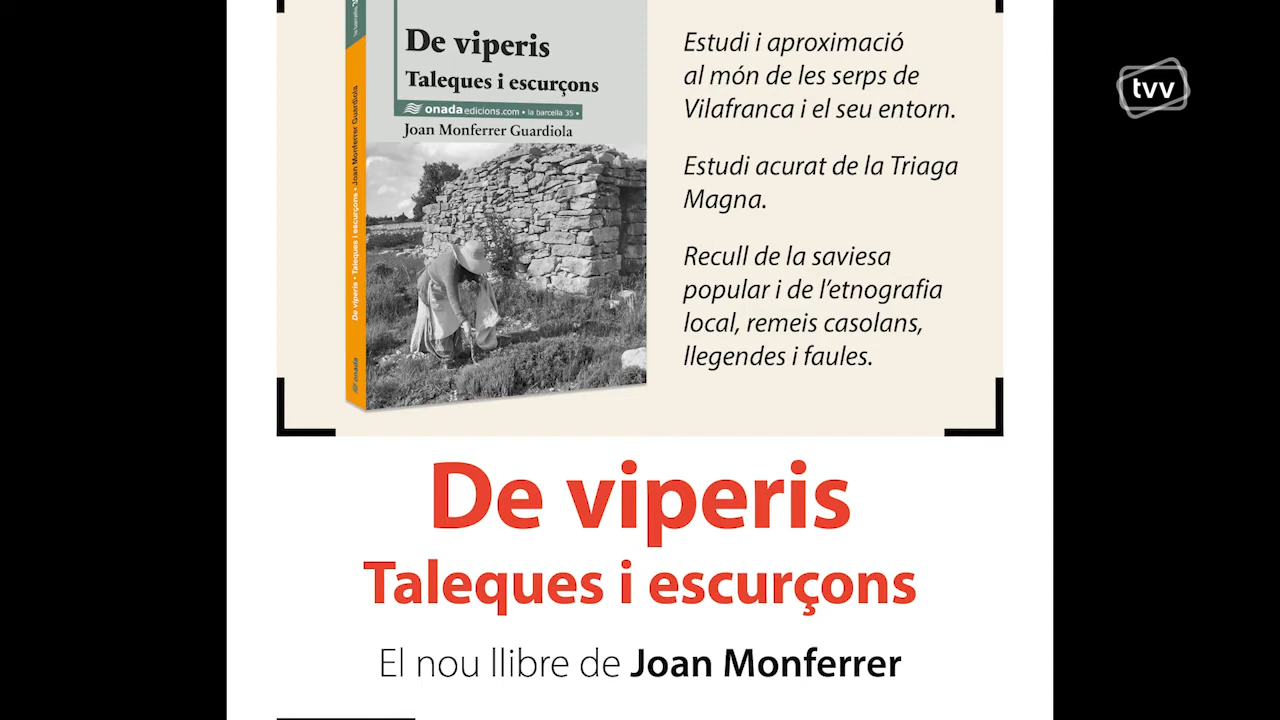 De viperis
Taleques i escurçons
onadaedicions.com • la barcella 35 •
Joan Monferrer Guardiola
De viperis • Taleques i escurçons • Joan Monferrer Guardiola
onada
Estudi i aproximació
al món de les serps de
Vilafranca i el seu entorn.
Estudi acurat de la Triaga
Magna.
Recull de la saviesa
popular i de l’etnografia
local, remeis casolans,
llegendes i faules.
tvv
De viperis
Taleques i escurçons
El nou llibre de Joan Monferrer